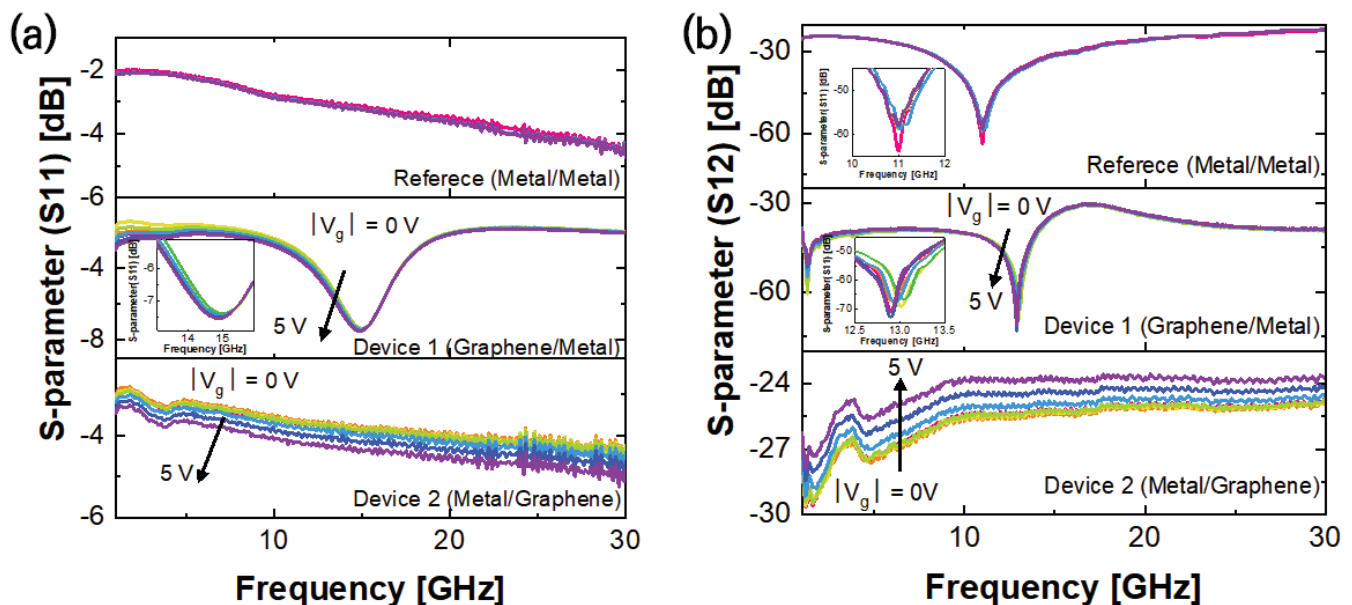 (a)
S-parameter (S11) [dB]
-2
-4
-6
Referece (Metal/Metal)
-4
-8
|Vg| = 0 V
5 V
S-parameter(S11) [dB]
-6
-7
14 15
Frequency [GHz]
Device 1 (Graphene/Metal)
|Vg| = 0 V
-4
5 V
-6
Device 2 (Metal/Graphene)
10 20 30
Frequency [GHz]
(b)
S-parameter (S12) [dB]
-30
-60
S-parameter(S11) [dB]
-50
-60
10 11 12
Frequency [GHz]
Referece (Metal/Metal)
-30
-60
|Vg| = 0 V
5 V
S-parameter(S11) [dB]
-50
-60
-70
12.5 13.0 13.5
Frequency [GHz]
Device 1 (Graphene/Metal)
-24
-27
-30
5 V
|Vg| = 0V
Device 2 (Metal/Graphene)
10 20 30
Frequency [GHz]